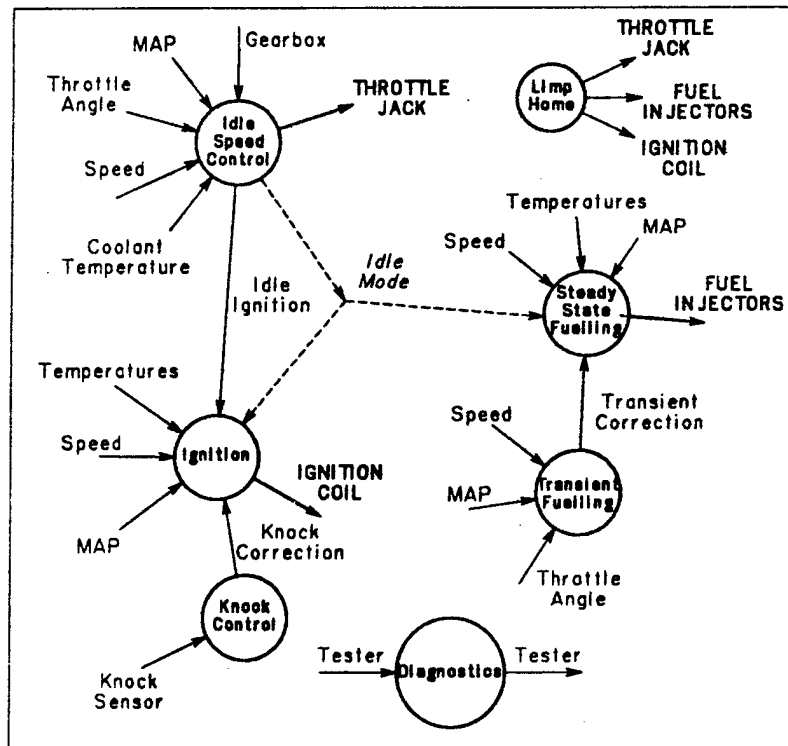 Gearbox
MAP
Throttle
Angle
Speed
Coolant
Temperature
Idle
Speed
Control
THROTTLE
JACK
Limp
Home
THROTTLE
JACK
FUEL
INJECTORS
IGNITION
COIL
Idle
Ignition
Idle
Mode
Temperatures
Speed
MAP
Steady
State
Fuelling
FUEL
INJECTORS
Temperatures
Speed
MAP
Ignition
IGNITION
COIL
Knock
Correction
Transient
Correction
Speed
MAP
Throttle
Angle
Transient
Fuelling
Knock
Control
Knock
Sensor
Tester
Diagnostics
Tester